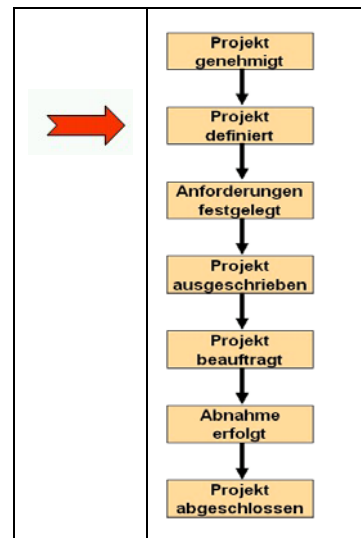 Projekt
genehmigt
Projekt
definiert
Anforderungen
festgelegt
Projekt
ausgeschrieben
Projekt
beauftragt
Abnahme
erfolgt
Projekt
abgeschlossen